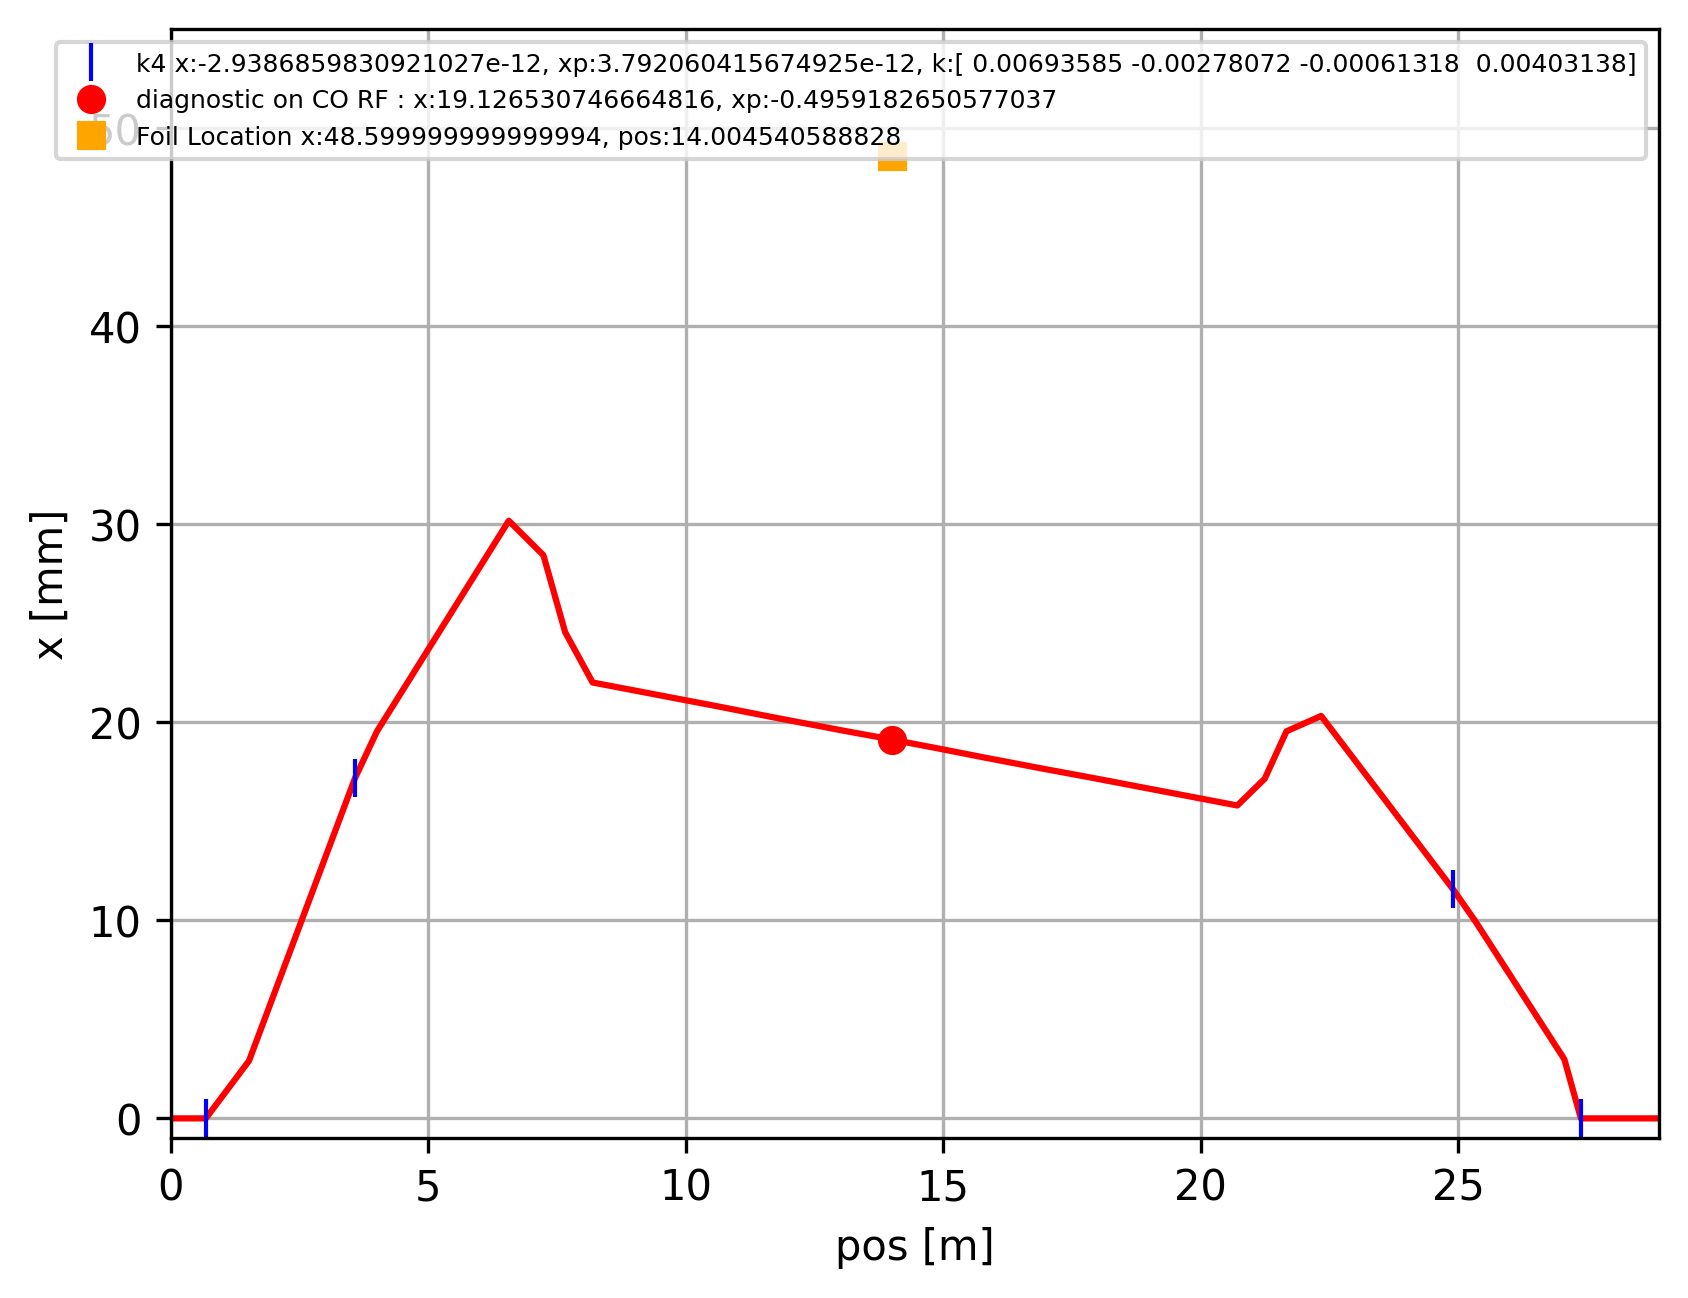 k4 x:-2.9386859830921027e-12, xp:3.792060415674925e-12, k:[ 0.00693585 -0.00278072 -0.00061318  0.00403138]
diagnostic on CO RF : x:19.126530746664816, xp:-0.4959182650577037
Foil Location x:48.599999999999994, pos:14.004540588828
50
40
30
20
10
0
x [mm]
0 5 10 15 20 25
pos [m]